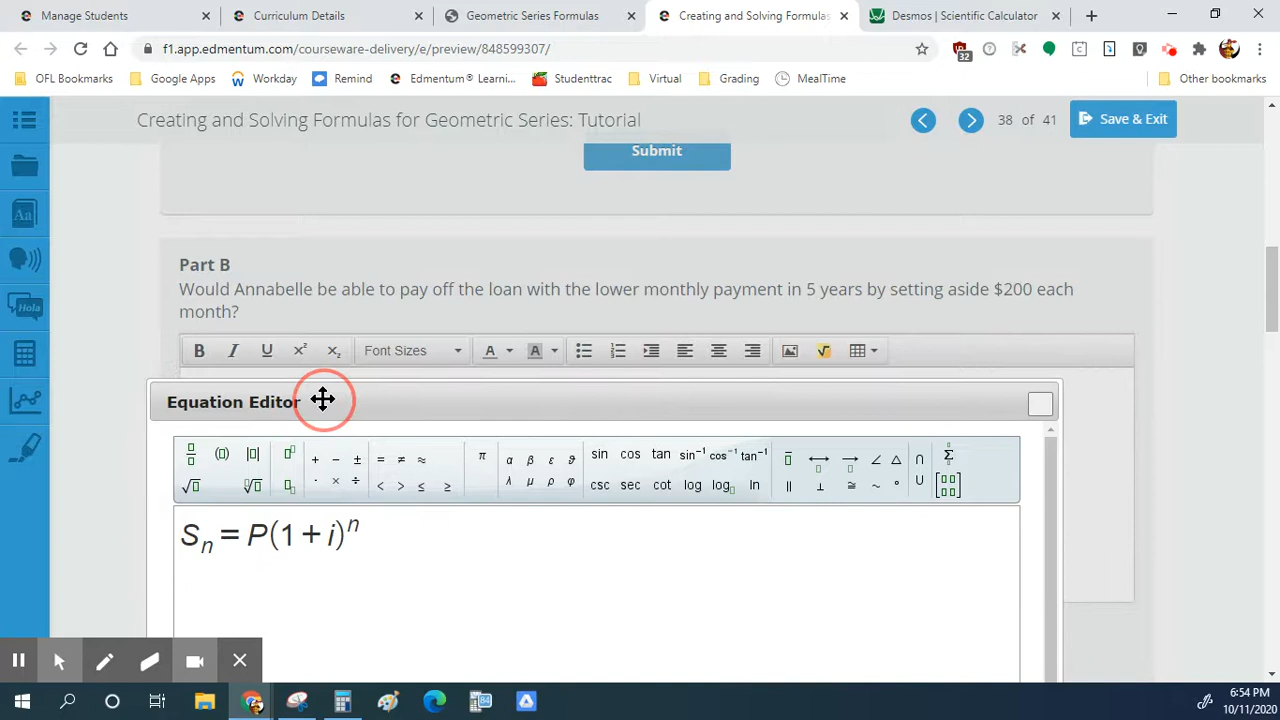 Manage Students
Curriculum Details
Geometric Series Formulas
Creating and Solving Formulas
Desmos | Scientific Calculator
f1.app.edmentum.com/courseware-delivery/e/preview/848599307/
32
OFL Bookmarks
Google Apps
Workday
Remind
Edmentum® Learni...
Studenttrac
Virtual
Grading
MealTime
Other bookmarks
Creating and Solving Formulas for Geometric Series: Tutorial
38 of 41
Save & Exit
Submit
Part B
Would Annabelle be able to pay off the loan with the lower monthly payment in 5 years by setting aside $200 each
month?
B I U X² X₂ Font Sizes A A
Equation Editor
+ − ± = ≠ ≈ π α β ε ϑ sin cos tan sin⁻¹ cos⁻¹ tan⁻¹ ∠ △ ∩ Σ
· × ÷ < > ≤ ≥ λ μ ρ φ csc sec cot log log ln || ⊥ ≅ ~ ° ∪
Sₙ = P(1 + i)ⁿ
Aa
Hola
6:54 PM
10/11/2020